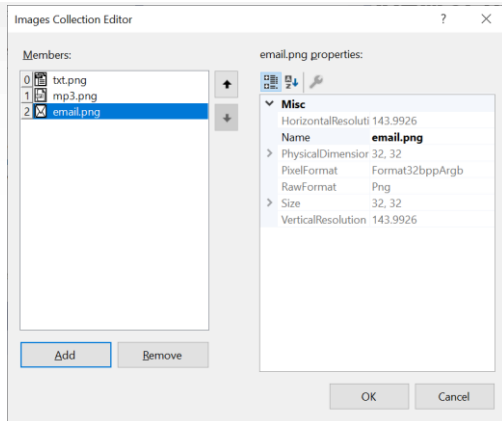 Images Collection Editor ? ×
Members:
0 txt.png
1 mp3.png
2 email.png
Add Remove
email.png properties:
Misc
HorizontalResoluti 143.9926
Name email.png
PhysicalDimension 32, 32
PixelFormat Format32bppArgb
RawFormat Png
Size 32, 32
VerticalResolution 143.9926
OK Cancel